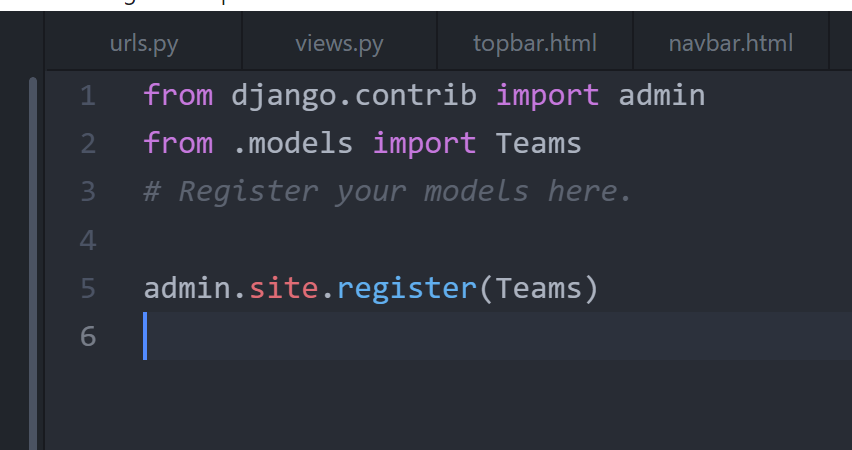 urls.py views.py topbar.html navbar.html
1 from django.contrib import admin
2 from .models import Teams
3 # Register your models here.
4
5 admin.site.register(Teams)
6